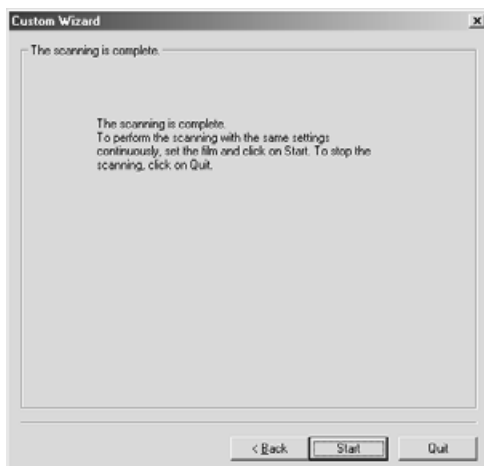 Custom Wizard
x
The scanning is complete.
The scanning is complete.
To perform the scanning with the same settings
continuously, set the film and click on Start. To stop the
scanning, click on Quit.
< Back
Start
Quit